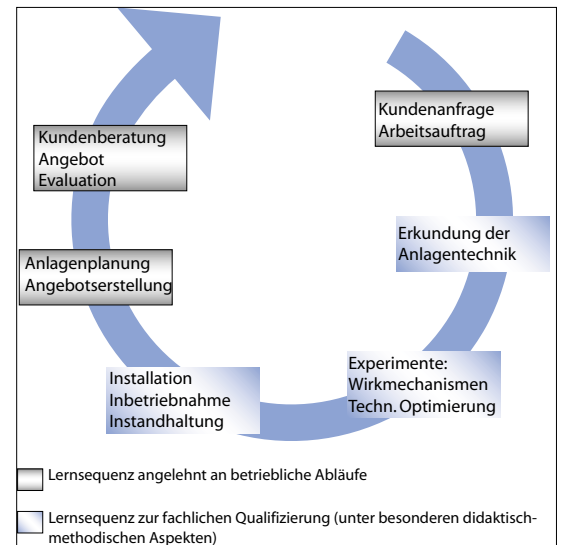 Kundenanfrage
Arbeitsauftrag
Erkundung der
Anlagentechnik
Experimente:
Wirkmechanismen
Techn. Optimierung
Installation
Inbetriebnahme
Instandhaltung
Anlagenplanung
Angebotserstellung
Kundenberatung
Angebot
Evaluation
Lernsequenz angelehnt an betriebliche Abläufe
Lernsequenz zur fachlichen Qualifizierung (unter besonderen didaktisch-
methodischen Aspekten)